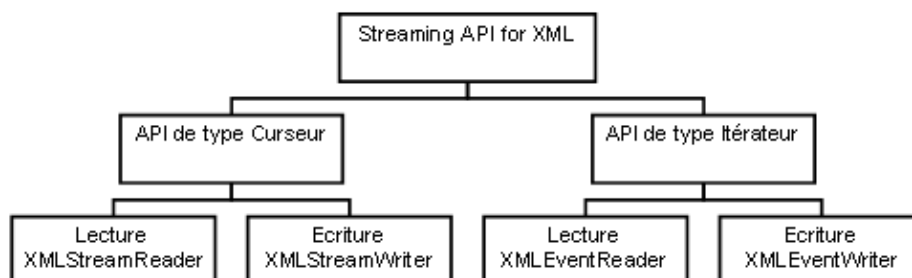 Streaming API for XML
API de type Curseur
API de type Itérateur
Lecture
XMLStreamReader
Ecriture
XMLStreamWriter
Lecture
XMLEventReader
Ecriture
XMLEventWriter